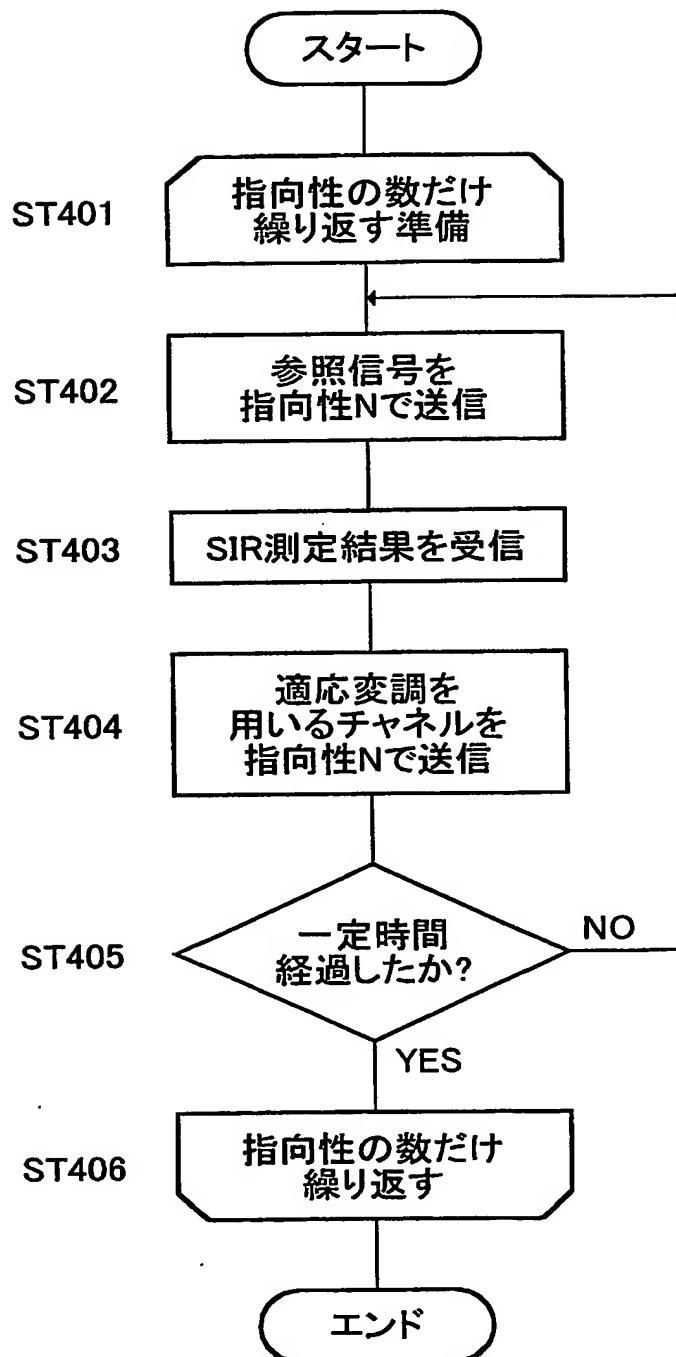 スタート
ST401
指向性の数だけ
繰り返す準備
ST402
参照信号を
指向性Nで送信
ST403
SIR測定結果を受信
ST404
適応変調を
用いるチャネルを
指向性Nで送信
ST405
一定時間
経過したか?
NO
YES
ST406
指向性の数だけ
繰り返す
エンド